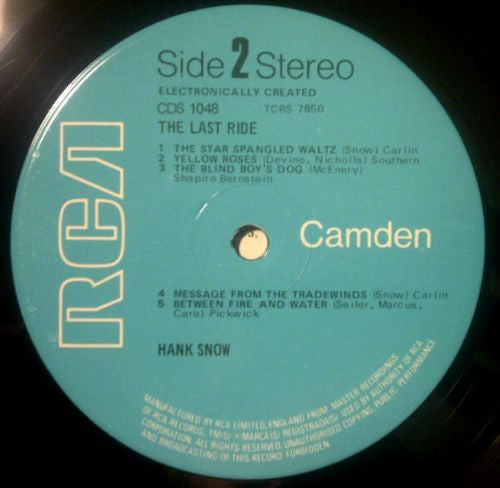 Side 2 Stereo
ELECTRONICALLY CREATED
CDS 1048 TCRS 7850
THE LAST RIDE
1 THE STAR SPANGLED WALTZ (Snow) Carlin
2 YELLOW ROSES (Devine, Nicholls) Southern
3 THE BLIND BOY'S DOG (McEnery)
Shapiro Bernstein
RCA
Camden
4 MESSAGE FROM THE TRADEWINDS (Snow) Carlin
5 BETWEEN FIRE AND WATER (Seiler, Marcus,
Care) Pickwick
HANK SNOW
MANUFACTURED BY RCA LIMITED, ENGLAND FROM MASTER RECORDINGS
OF RCA RECORDS. TM(S) ® MARCA(S) REGISTRADA(S) USED BY AUTHORITY OF RCA
CORPORATION. ALL RIGHTS RESERVED. UNAUTHORISED COPYING, PUBLIC PERFORMANCE
AND BROADCASTING OF THIS RECORD FORBIDDEN